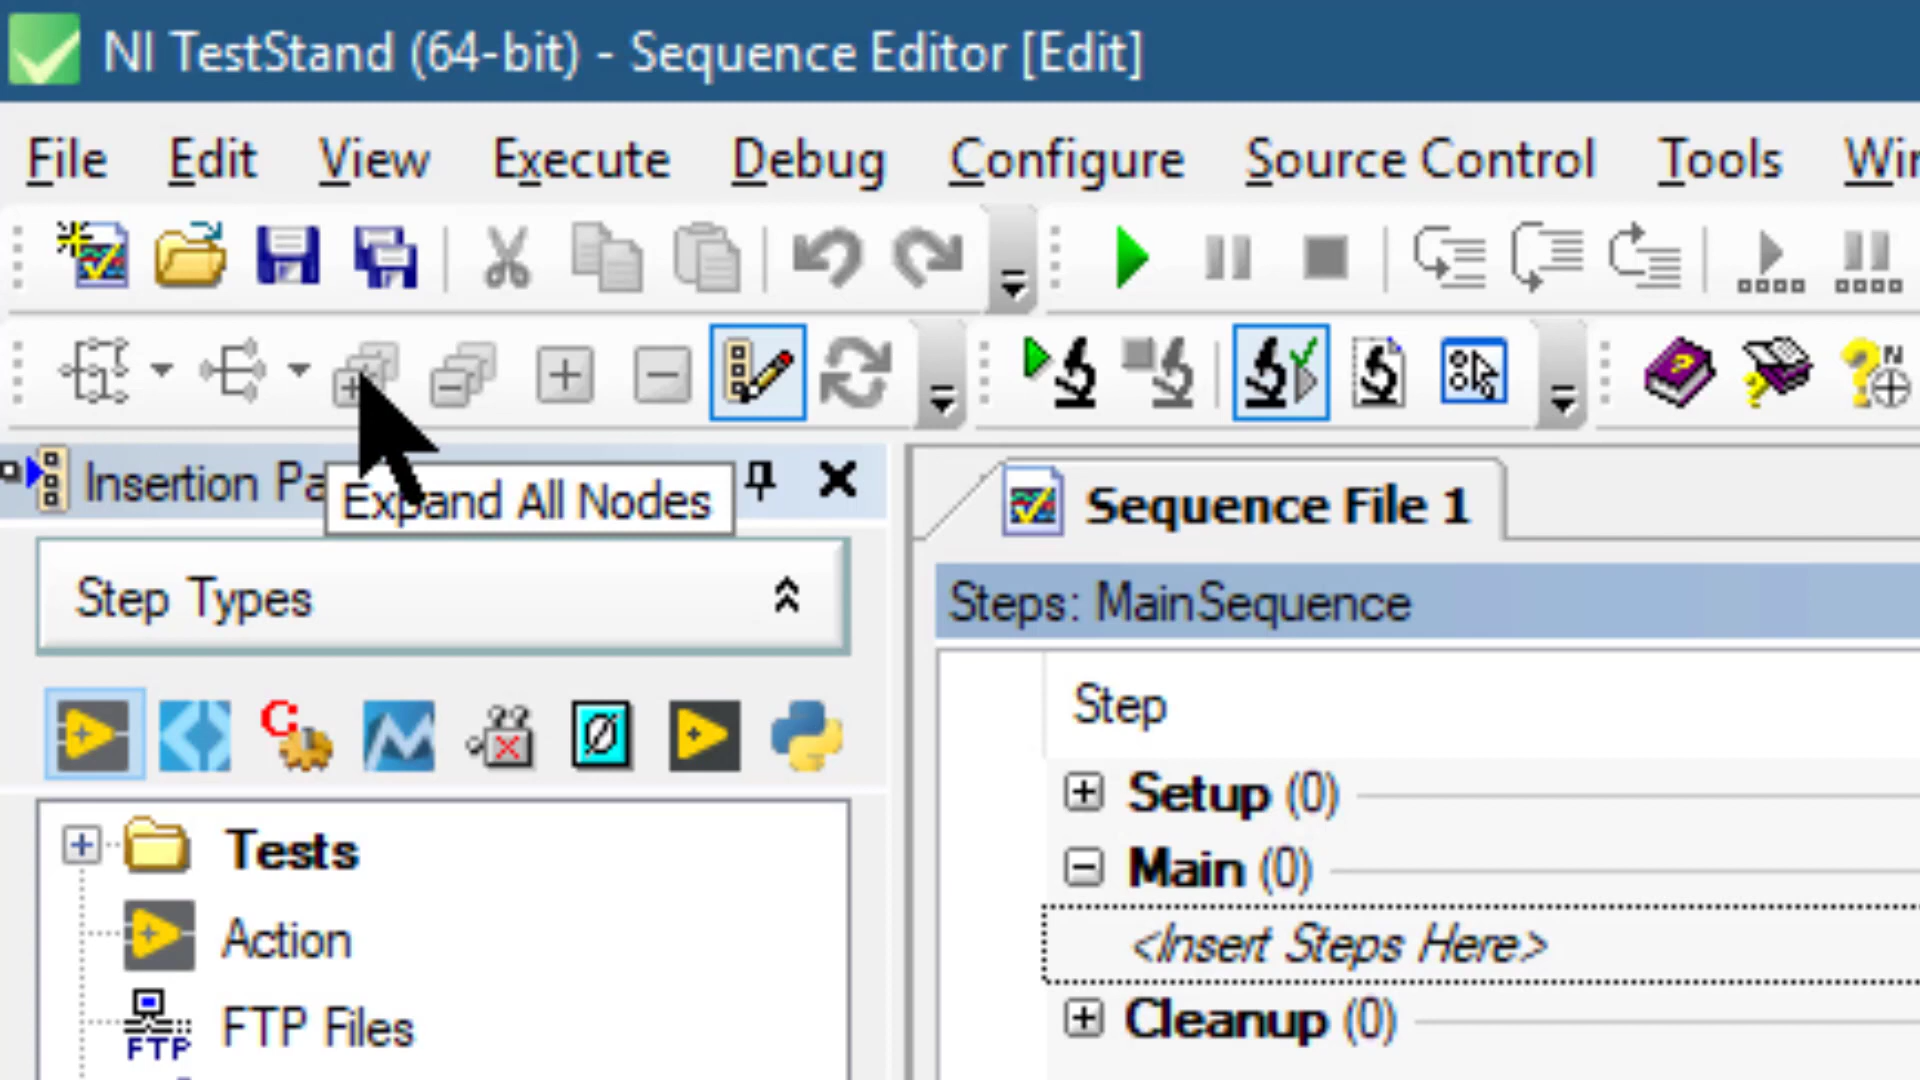 NI TestStand (64-bit) - Sequence Editor [Edit]
File Edit View Execute Debug Configure Source Control Tools
Insertion
Expand All Nodes
Sequence File 1
Step Types
Steps: MainSequence
Step
Setup (0)
Main (0)
<Insert Steps Here>
Cleanup (0)
Tests
Action
FTP
FTP Files